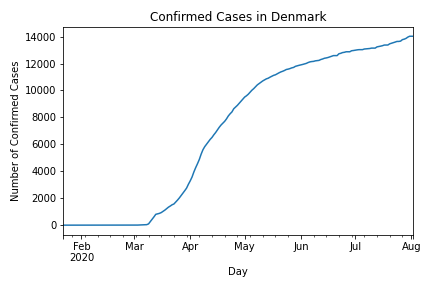 Confirmed Cases in Denmark
Number of Confirmed Cases
14000
12000
10000
8000
6000
4000
2000
0
Feb Mar Apr May Jun Jul Aug
2020
Day